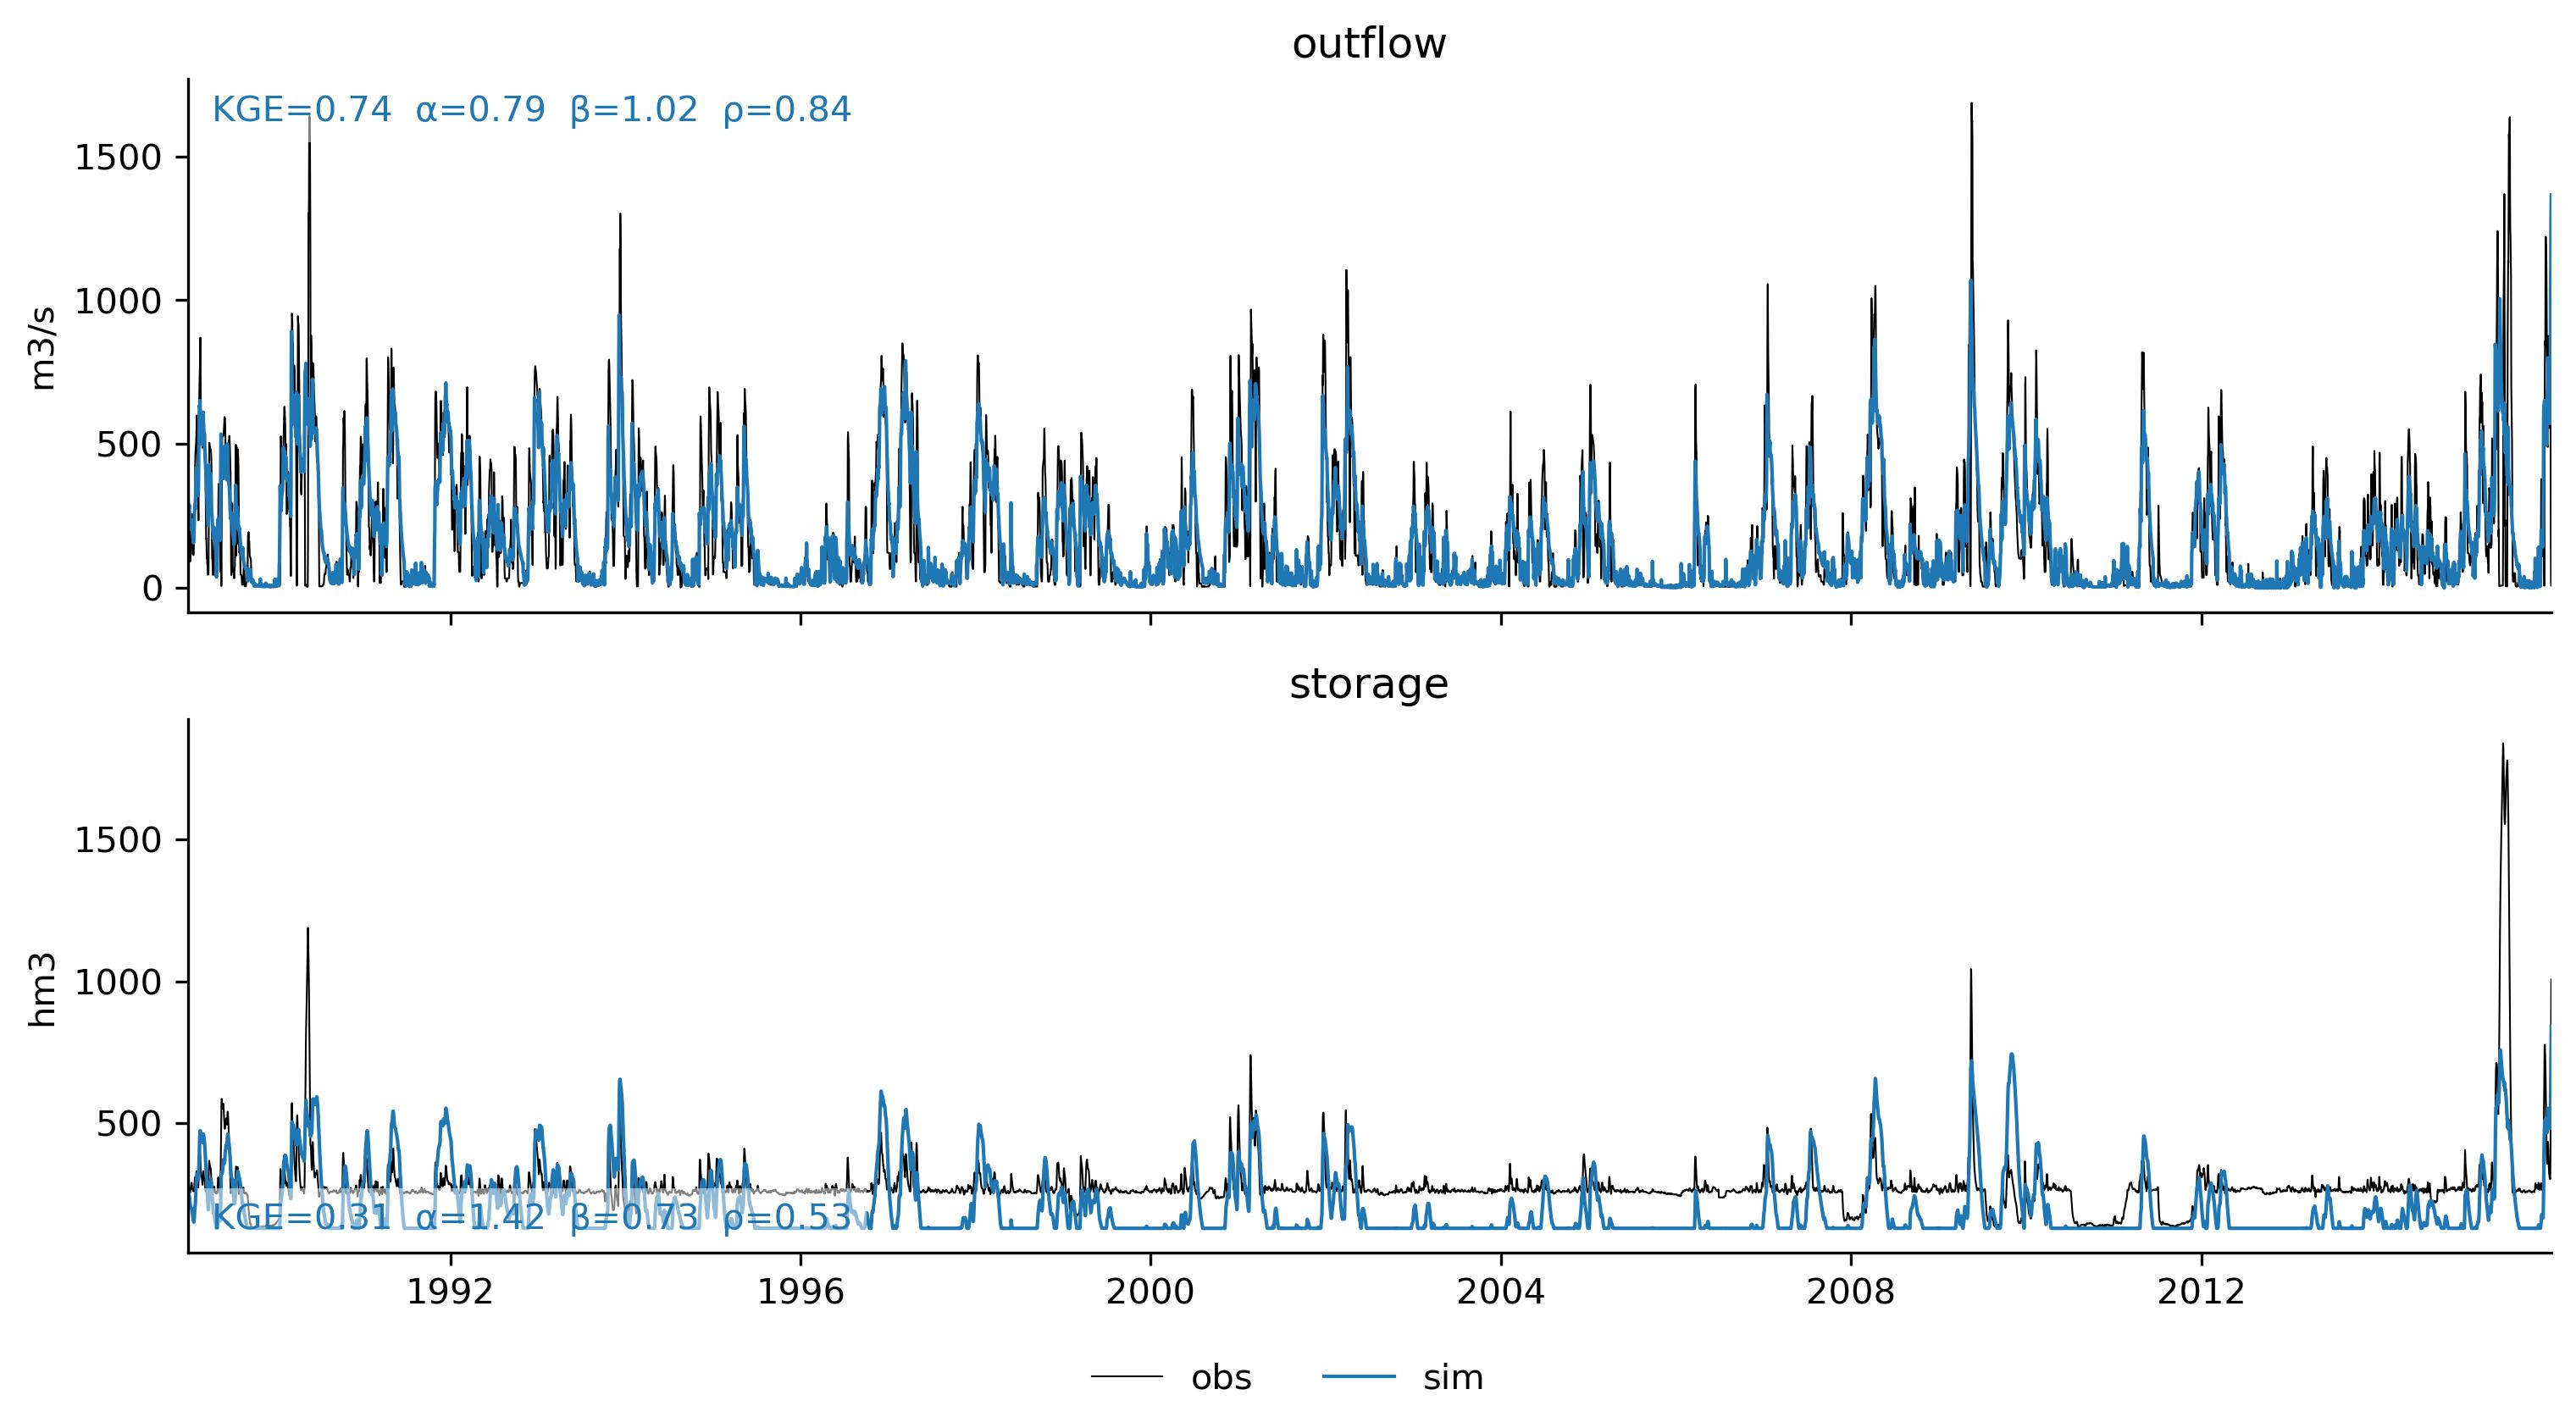 outflow
KGE=0.74 α=0.79 β=1.02 ρ=0.84
1500
1000
500
0
m3/s
storage
1500
1000
500
hm3
KGE=0.31 α=1.42 β=0.73 ρ=0.53
1992 1996 2000 2004 2008 2012
obs sim